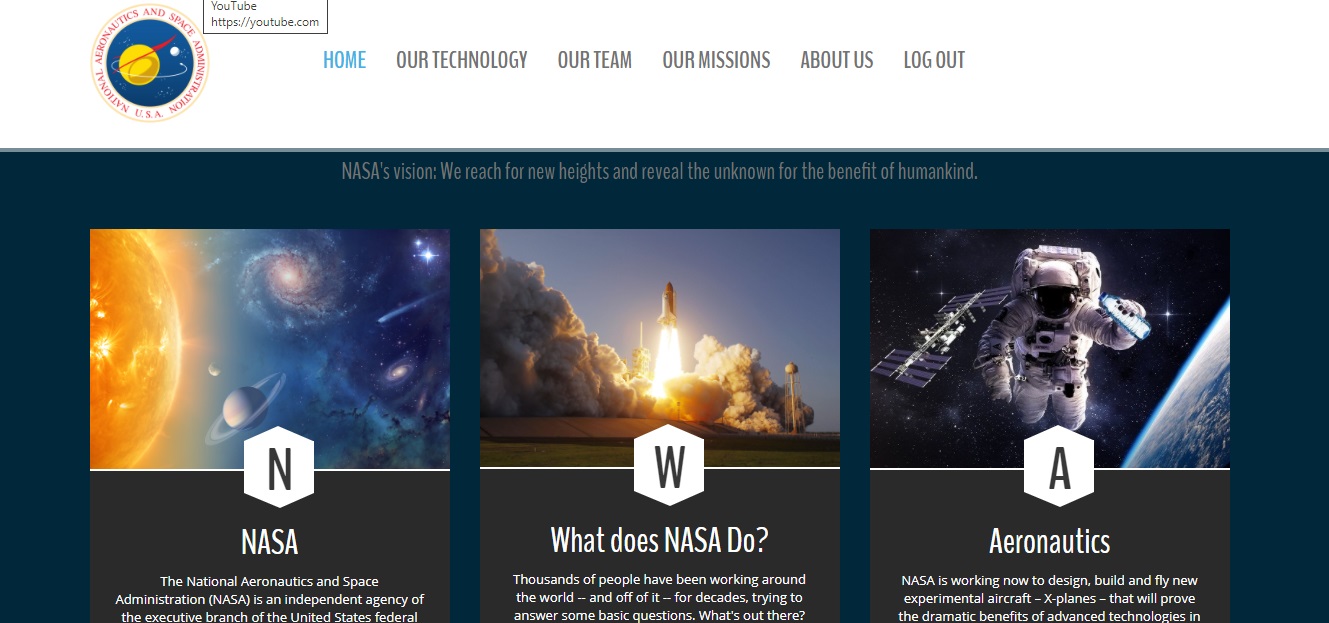 YouTube
https://youtube.com
NATIONAL AERONAUTICS AND SPACE ADMINISTRATION
U.S.A.
HOME
OUR TECHNOLOGY
OUR TEAM
OUR MISSIONS
ABOUT US
LOG OUT
NASA's vision: We reach for new heights and reveal the unknown for the benefit of humankind.
N
NASA
The National Aeronautics and Space
Administration (NASA) is an independent agency of
the executive branch of the United States federal
W
What does NASA Do?
Thousands of people have been working around
the world -- and off of it -- for decades, trying to
answer some basic questions. What's out there?
A
Aeronautics
NASA is working now to design, build and fly new
experimental aircraft – X-planes – that will prove
the dramatic benefits of advanced technologies in